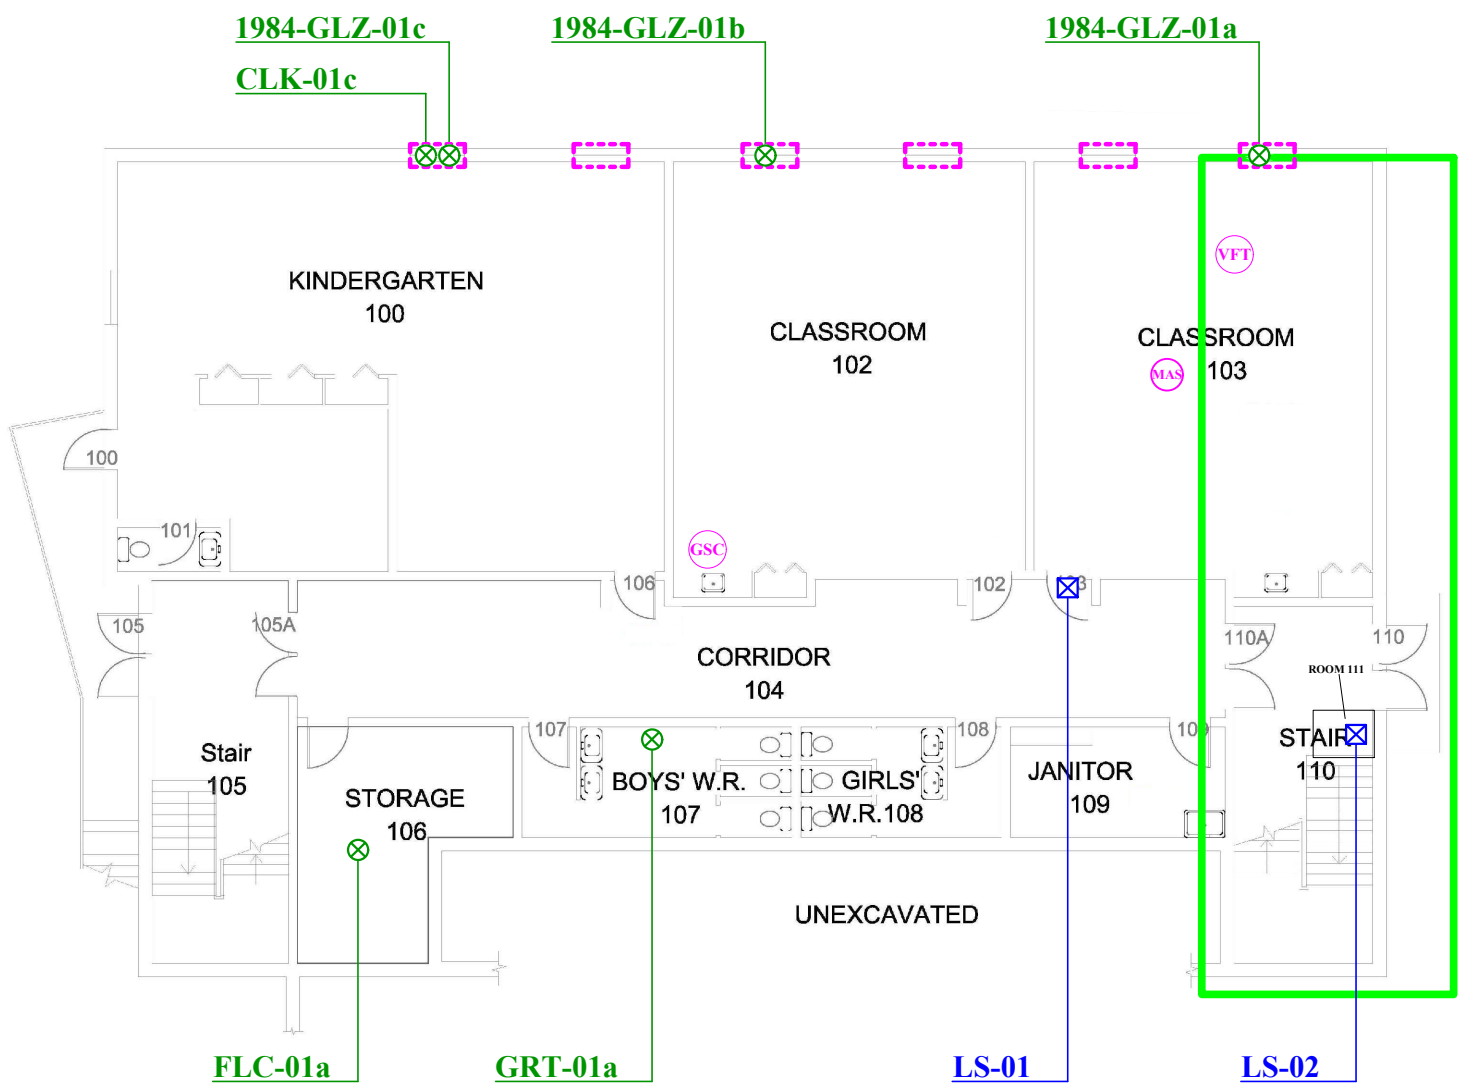 1984-GLZ-01c
1984-GLZ-01b
1984-GLZ-01a
CLK-01c
VFT
KINDERGARTEN
100
CLASSROOM
102
CLASSROOM
103
MAS
100
101
GSC
106
102
103
105
105A
110A
110
CORRIDOR
104
ROOM 111
107
108
109
Stair
105
STAIR
110
STORAGE
106
BOYS' W.R.
107
GIRLS'
W.R.108
JANITOR
109
UNEXCAVATED
FLC-01a
GRT-01a
LS-01
LS-02